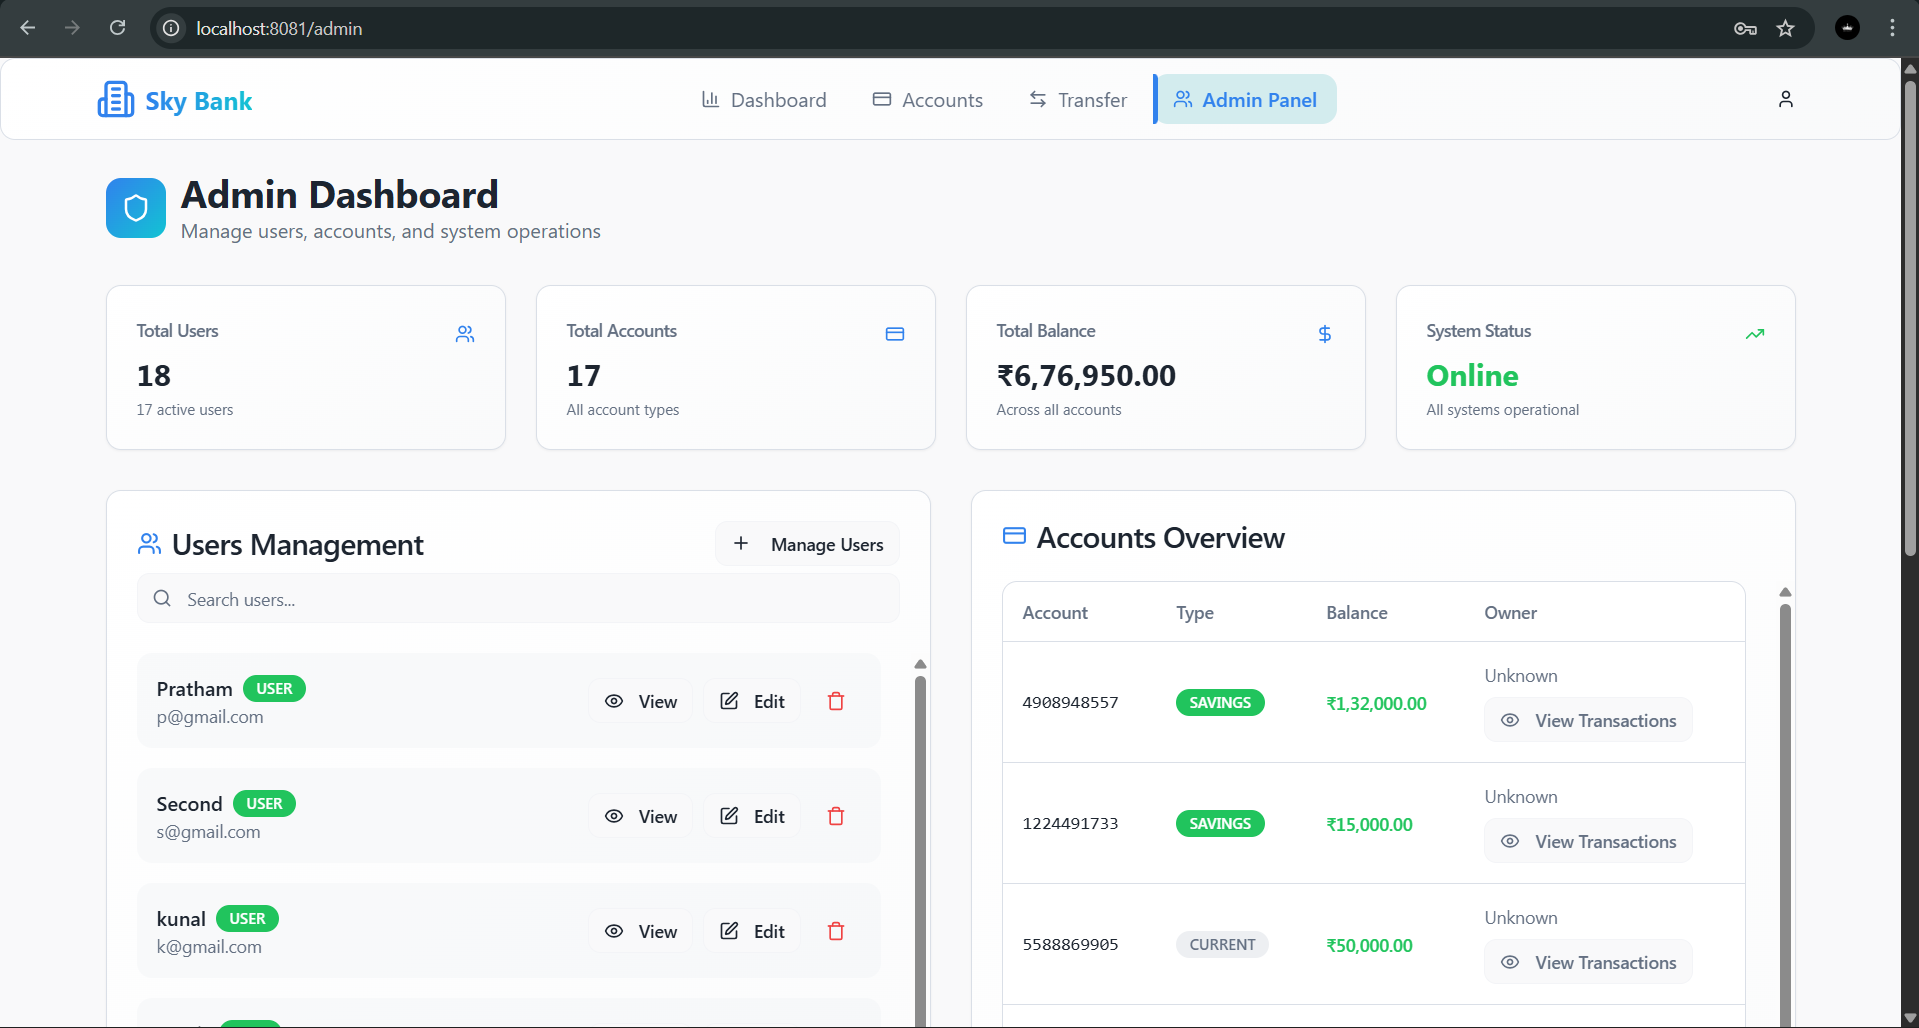 localhost:8081/admin
Sky Bank
Dashboard
Accounts
Transfer
Admin Panel
Admin Dashboard
Manage users, accounts, and system operations
Total Users
18
17 active users
Total Accounts
17
All account types
Total Balance
₹6,76,950.00
Across all accounts
System Status
Online
All systems operational
Users Management
Manage Users
Search users...
Pratham USER
p@gmail.com
View Edit
Second USER
s@gmail.com
View Edit
kunal USER
k@gmail.com
View Edit
Accounts Overview
Account Type Balance Owner
4908948557 SAVINGS ₹1,32,000.00 Unknown
View Transactions
1224491733 SAVINGS ₹15,000.00 Unknown
View Transactions
5588869905 CURRENT ₹50,000.00 Unknown
View Transactions